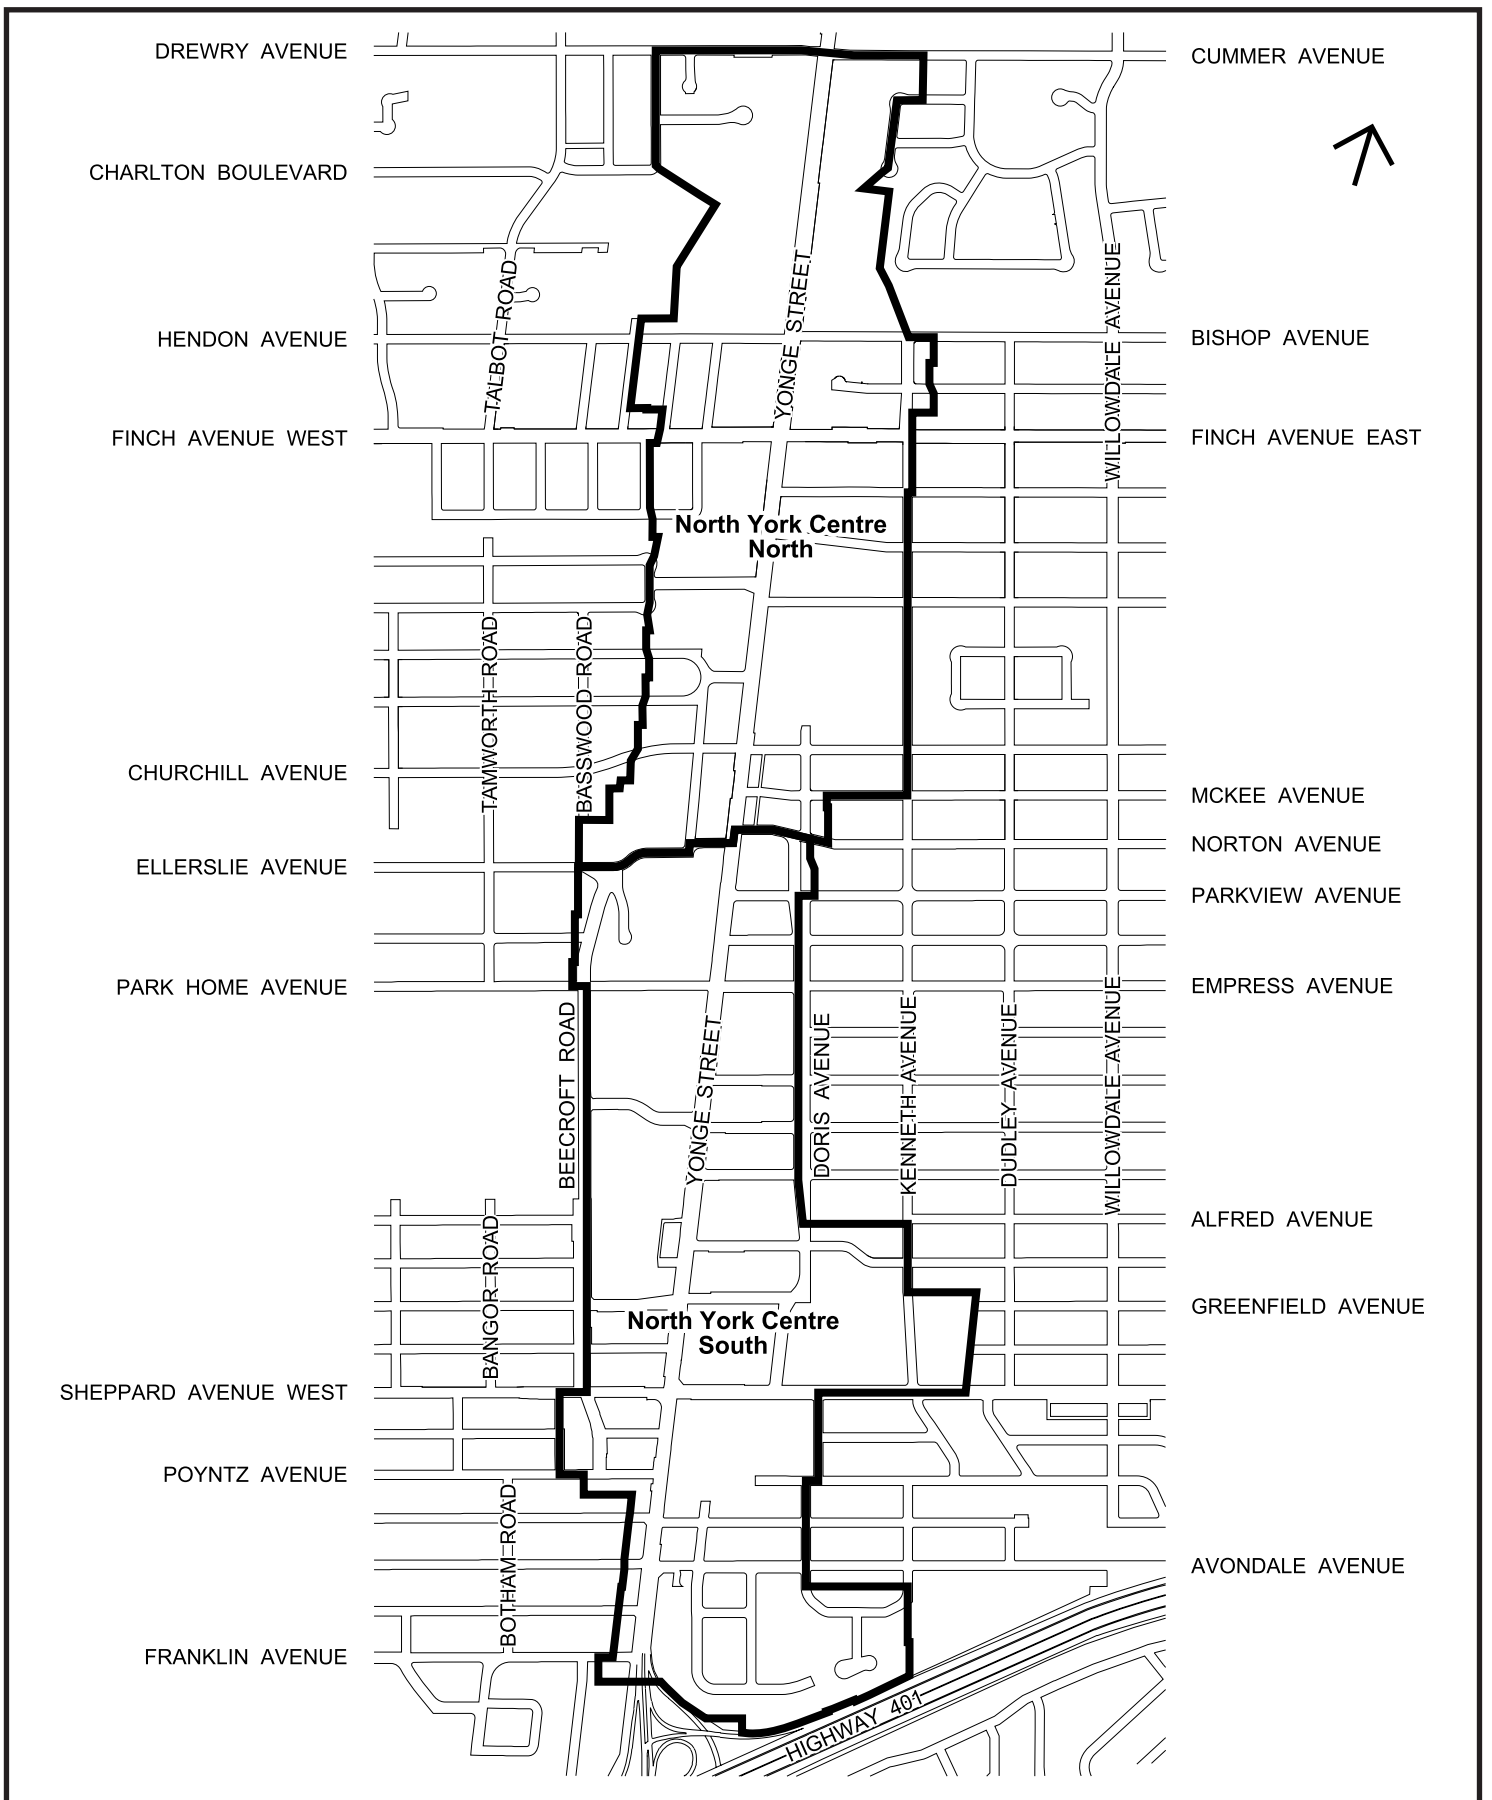 DREWRY AVENUE
CUMMER AVENUE
CHARLTON BOULEVARD
TALBOT ROAD
YONGE STREET
WILLOWDALE AVENUE
HENDON AVENUE
BISHOP AVENUE
FINCH AVENUE WEST
FINCH AVENUE EAST
North York Centre
North
TAMWORTH ROAD
BASSWOOD ROAD
CHURCHILL AVENUE
MCKEE AVENUE
NORTON AVENUE
ELLERSLIE AVENUE
PARKVIEW AVENUE
PARK HOME AVENUE
EMPRESS AVENUE
BEECROFT ROAD
YONGE STREET
DORIS AVENUE
KENNETH AVENUE
DUDLEY AVENUE
WILLOWDALE AVENUE
ALFRED AVENUE
BANGOR ROAD
GREENFIELD AVENUE
North York Centre
South
SHEPPARD AVENUE WEST
POYNTZ AVENUE
BOTHAM ROAD
AVONDALE AVENUE
FRANKLIN AVENUE
HIGHWAY 401